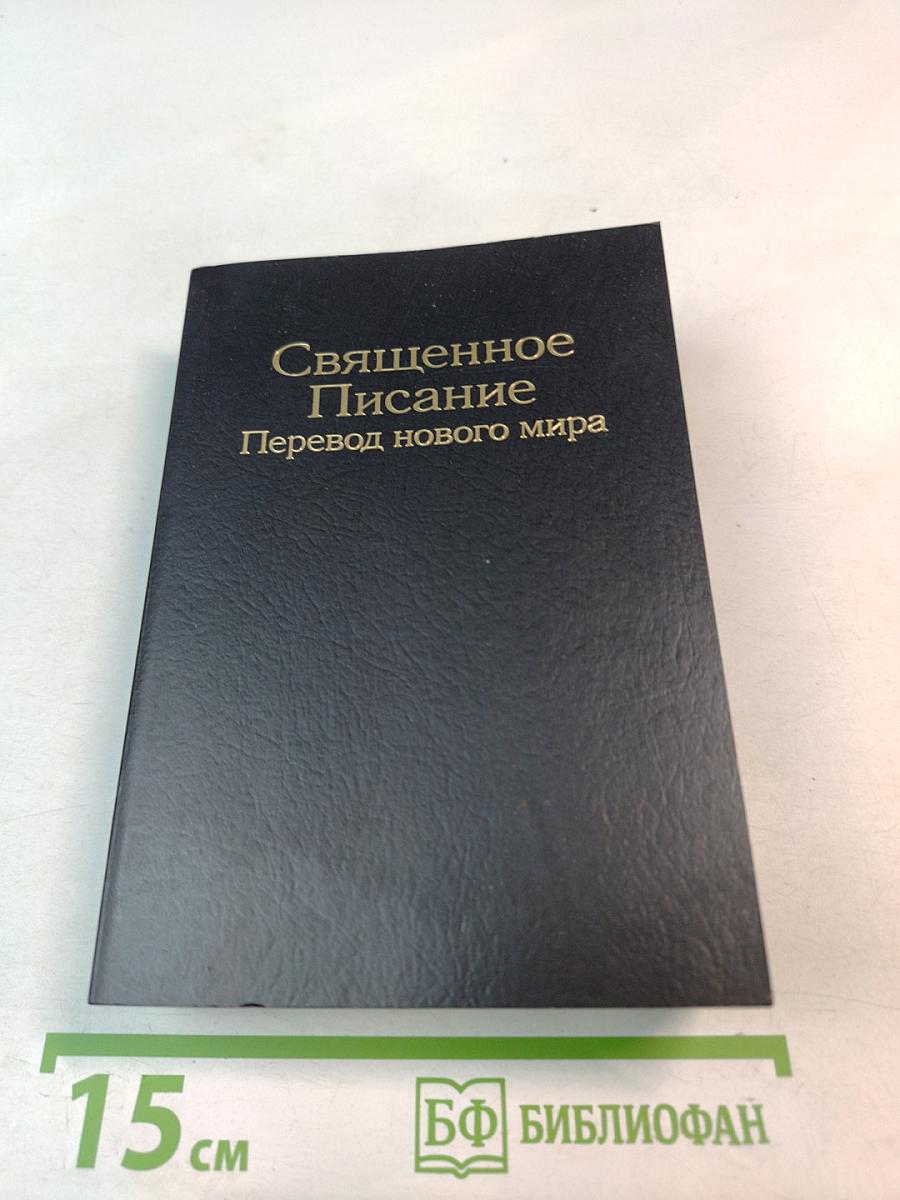 Священное
Писание
Перевод нового мира
15 см
БФ БИБЛИОФАН